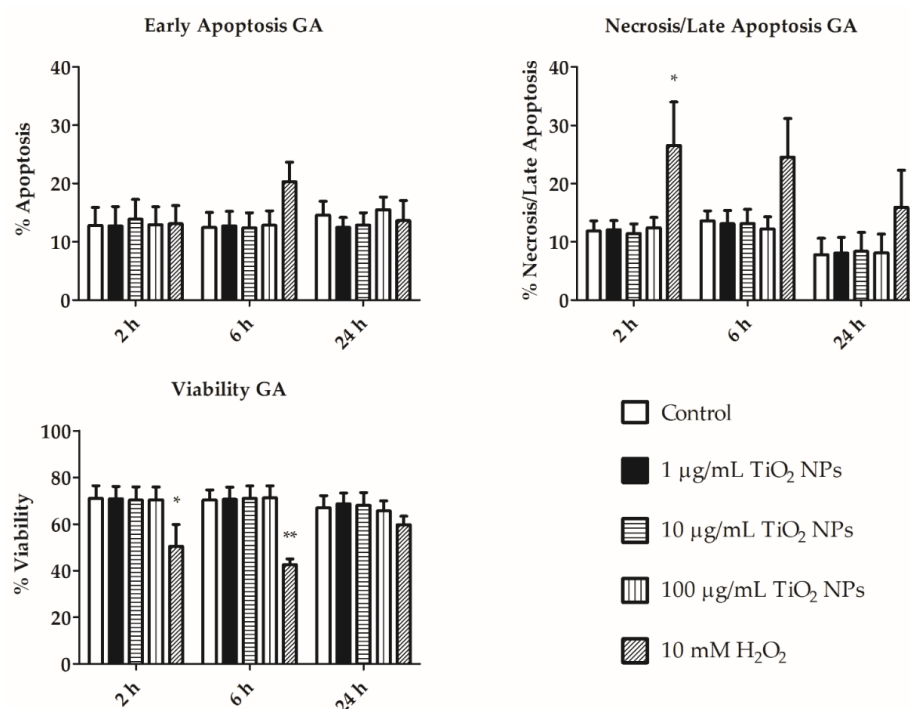 Early Apoptosis GA
% Apoptosis
40
30
20
10
0
2 h
6 h
24 h
Necrosis/Late Apoptosis GA
% Necrosis/Late Apoptosis
40
30
20
10
0
*
2 h
6 h
24 h
Viability GA
% Viability
100
80
60
40
20
0
*
**
2 h
6 h
24 h
Control
1 µg/mL TiO₂ NPs
10 µg/mL TiO₂ NPs
100 µg/mL TiO₂ NPs
10 mM H₂O₂